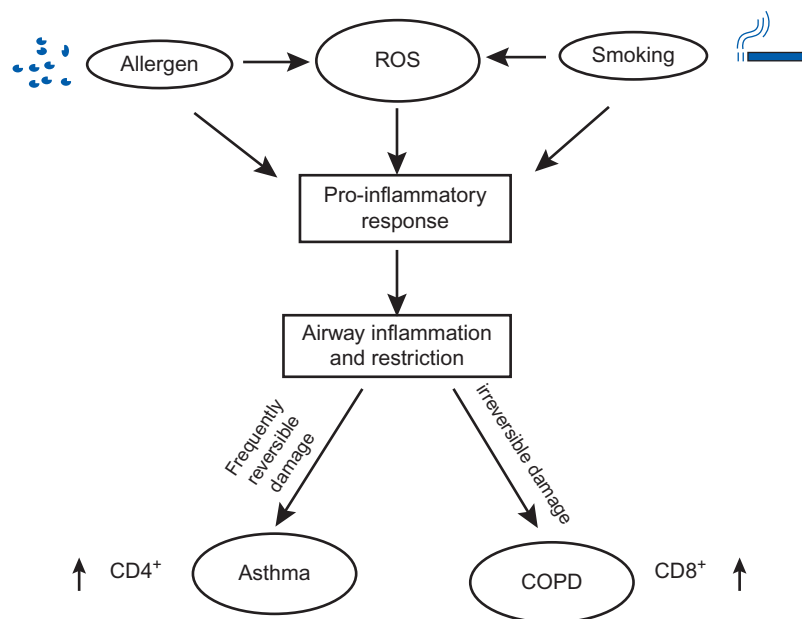 Allergen
ROS
Smoking
Pro-inflammatory
response
Airway inflammation
and restriction
Frequently
reversible
damage
irreversible damage
CD4+
Asthma
COPD
CD8+